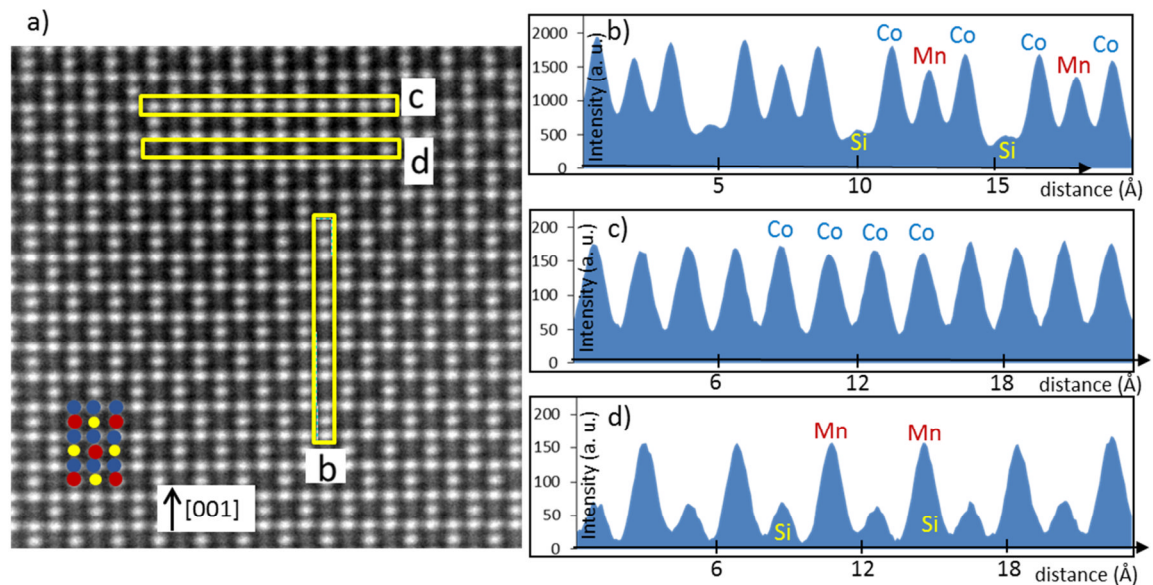 a)
c
d
b
[001]
b)
Intensity (a. u.)
2000
1500
1000
500
0
Co Co Co Co
Mn Mn
Si Si
5 10 15
distance (Å)
c)
Intensity (a. u.)
200
150
100
50
0
Co Co Co Co
6 12 18
distance (Å)
d)
Intensity (a. u.)
200
150
100
50
0
Mn Mn
Si Si
6 12 18
distance (Å)